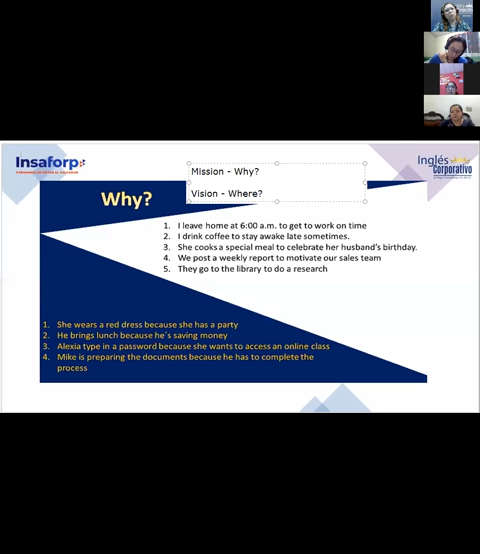 Insaforp
Inglés
Corporativo
Mission - Why?
Vision - Where?
Why?
1. I leave home at 6:00 a.m. to get to work on time
2. I drink coffee to stay awake late sometimes.
3. She cooks a special meal to celebrate her husband's birthday.
4. We post a weekly report to motivate our sales team
5. They go to the library to do a research
1. She wears a red dress because she has a party
2. He brings lunch because he´s saving money
3. Alexia type in a password because she wants to access an online class
4. Mike is preparing the documents because he has to complete the
process